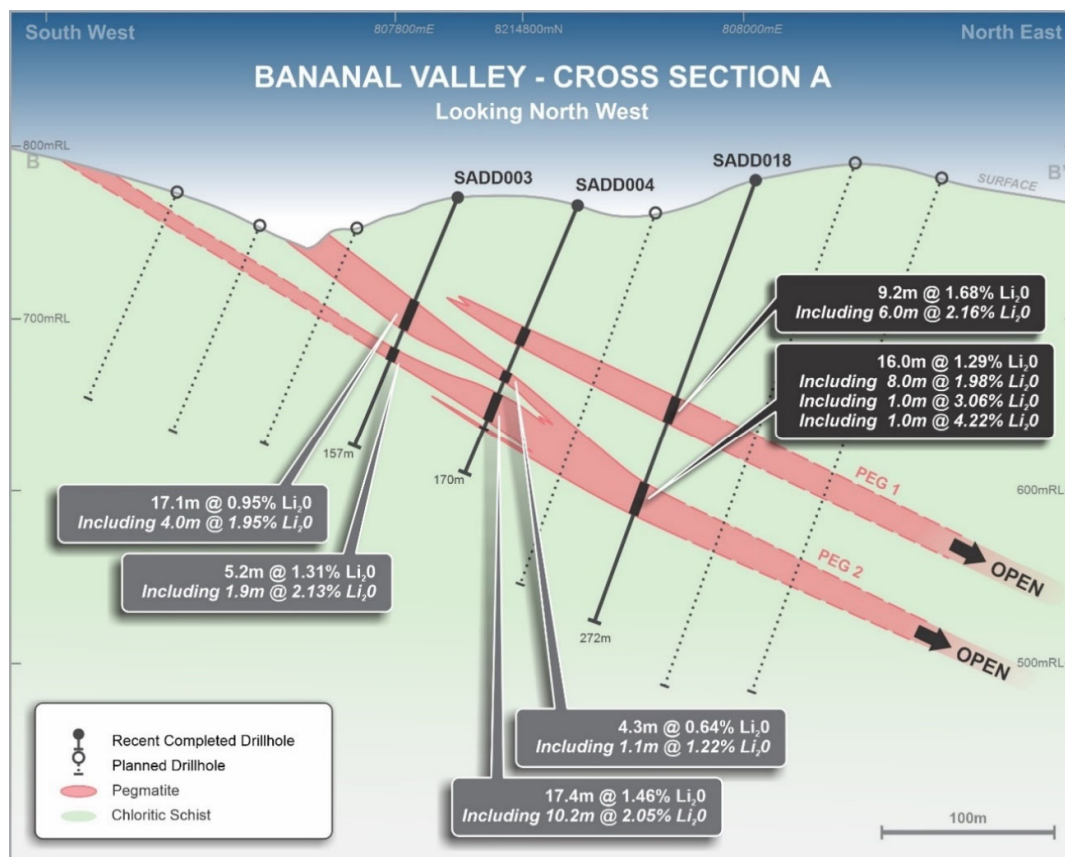 South West
807800mE
8214800mN
808000mE
North East
BANANAL VALLEY - CROSS SECTION A
Looking North West
800mRL
B
SADD003
SADD004
SADD018
B'
SURFACE
700mRL
9.2m @ 1.68% Li₂0
Including 6.0m @ 2.16% Li₂0
16.0m @ 1.29% Li₂0
Including 8.0m @ 1.98% Li₂0
Including 1.0m @ 3.06% Li₂0
Including 1.0m @ 4.22% Li₂0
157m
170m
PEG 1
600mRL
17.1m @ 0.95% Li₂0
Including 4.0m @ 1.95% Li₂0
5.2m @ 1.31% Li₂0
Including 1.9m @ 2.13% Li₂0
PEG 2
OPEN
272m
OPEN
500mRL
4.3m @ 0.64% Li₂0
Including 1.1m @ 1.22% Li₂0
17.4m @ 1.46% Li₂0
Including 10.2m @ 2.05% Li₂0
Recent Completed Drillhole
Planned Drillhole
Pegmatite
Chloritic Schist
100m